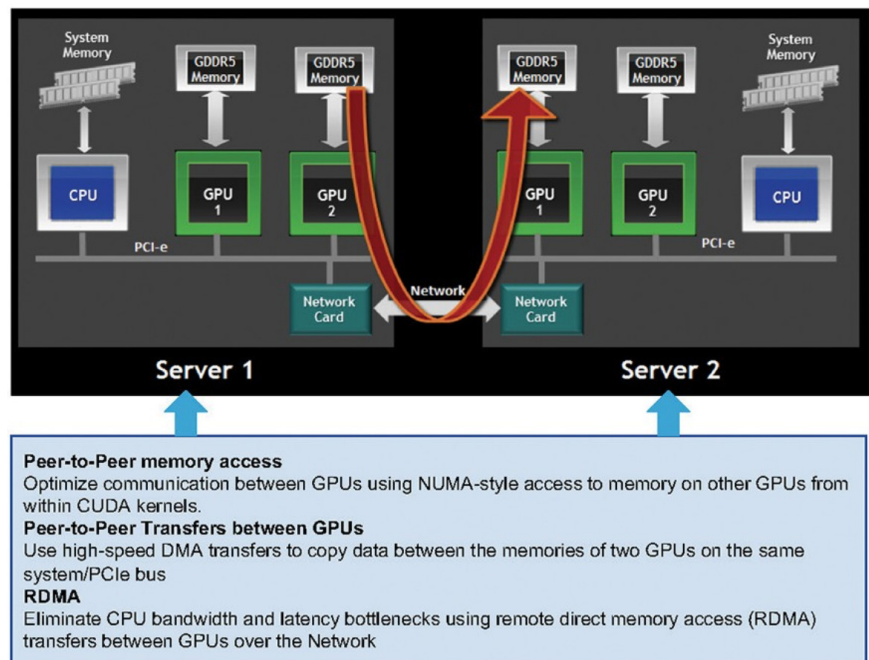 System
Memory
GDDR5
Memory
GDDR5
Memory
GDDR5
Memory
GDDR5
Memory
System
Memory
CPU
GPU
1
GPU
2
GPU
1
GPU
2
CPU
PCI-e
PCI-e
Network
Card
Network
Network
Card
Server 1
Server 2
Peer-to-Peer memory access
Optimize communication between GPUs using NUMA-style access to memory on other GPUs from
within CUDA kernels.
Peer-to-Peer Transfers between GPUs
Use high-speed DMA transfers to copy data between the memories of two GPUs on the same
system/PCIe bus
RDMA
Eliminate CPU bandwidth and latency bottlenecks using remote direct memory access (RDMA)
transfers between GPUs over the Network